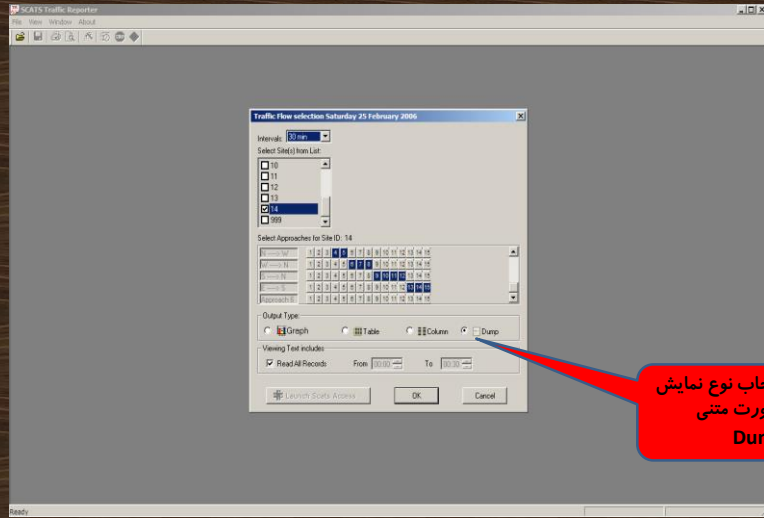 SCATS Traffic Reporter
File View Window About
Traffic Flow selection Saturday 25 February 2006
Intervals: 30 min
Select Site(s) from List:
10
11
12
13
14
999
Select Approaches for Site ID: 14
N ----> W 1 2 3 4 5 6 7 8 9 10 11 12 13 14 15
W ----> N 1 2 3 4 5 6 7 8 9 10 11 12 13 14 15
S ----> N 1 2 3 4 5 6 7 8 9 10 11 12 13 14 15
E ----> S 1 2 3 4 5 6 7 8 9 10 11 12 13 14 15
1 2 3 4 5 6 7 8 9 10 11 12 13 14 15
Output Type:
Graph Table Column Dump
Viewing Text includes
Read All Records From 00:00 To 00:30
Launch Scats Access OK Cancel
نوع نمایش
متنی
Ready